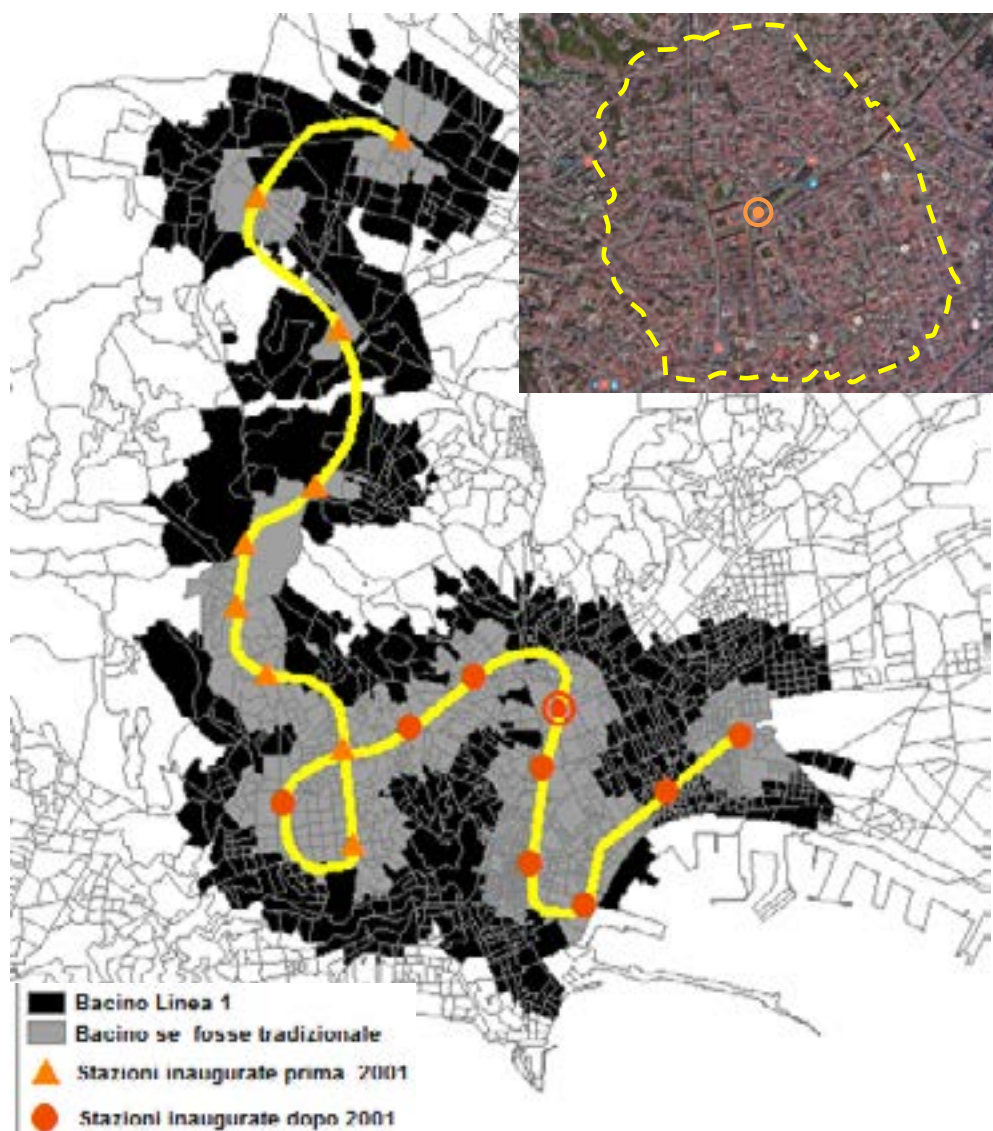 Bacino Linea 1
Bacino se fosse tradizionale
Stazioni inaugurate prima 2001
Stazioni inaugurate dopo 2001